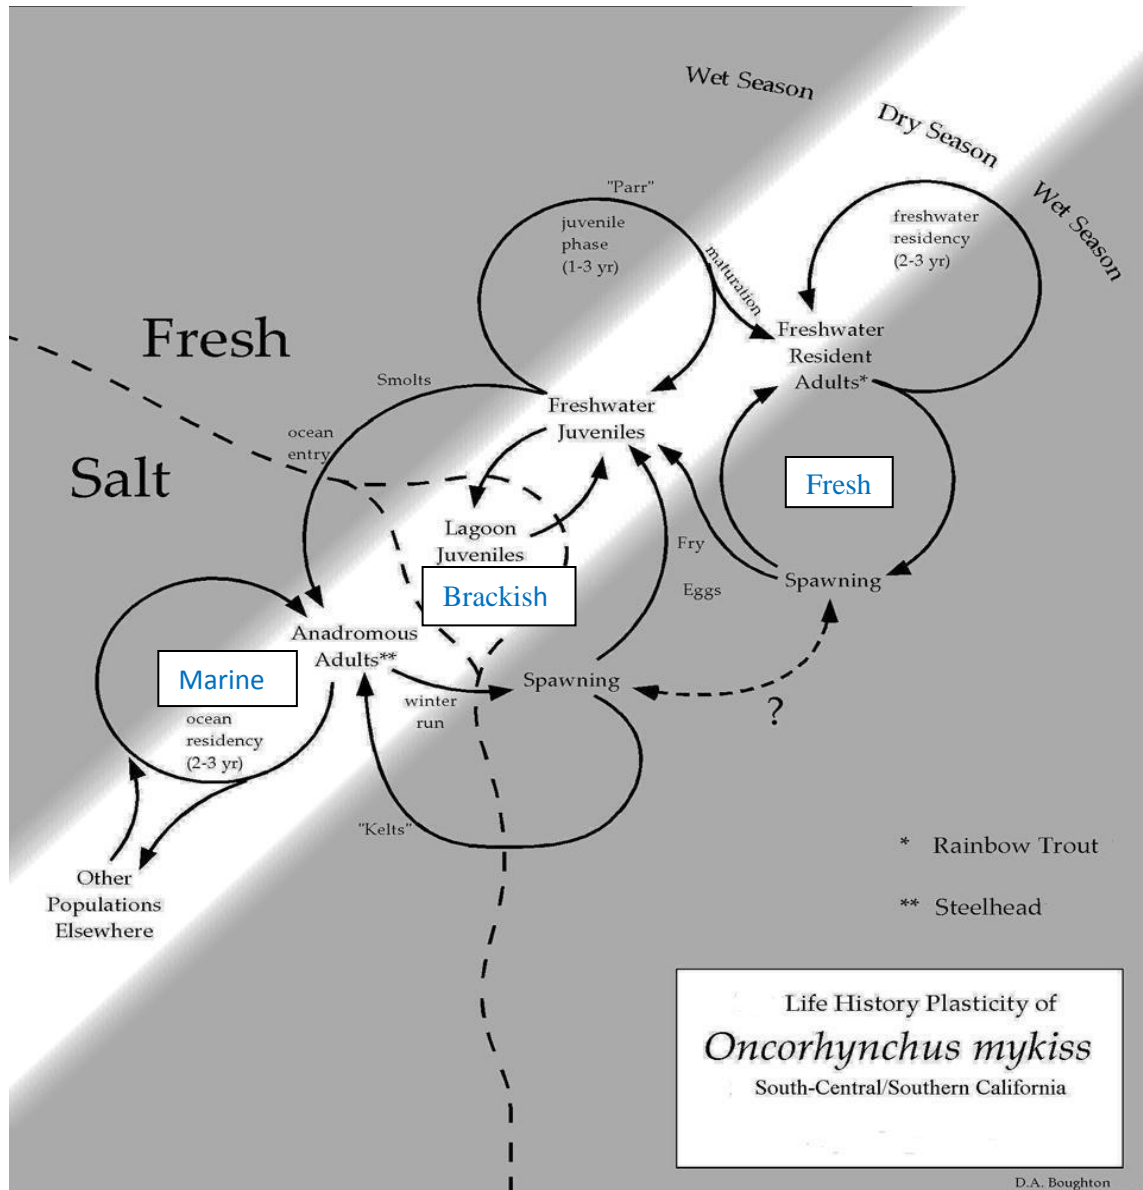 Wet Season
Dry Season
Wet Season
"Parr"
juvenile
phase
(1-3 yr)
maturation
freshwater
residency
(2-3 yr)
Freshwater
Resident
Adults*
Fresh
Smolts
ocean
entry
Freshwater
Juveniles
Salt
Fresh
Lagoon
Juveniles
Brackish
Fry
Eggs
Spawning
Anadromous
Adults**
Marine
winter
run
Spawning
?
ocean
residency
(2-3 yr)
"Kelts"
Other
Populations
Elsewhere
* Rainbow Trout
** Steelhead
Life History Plasticity of
Oncorhynchus mykiss
South-Central/Southern California
D.A. Boughton